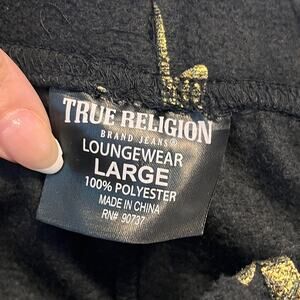 TRUE RELIGION
BRAND JEANS®
LOUNGEWEAR
LARGE
100% POLYESTER
MADE IN CHINA
RN# 90737